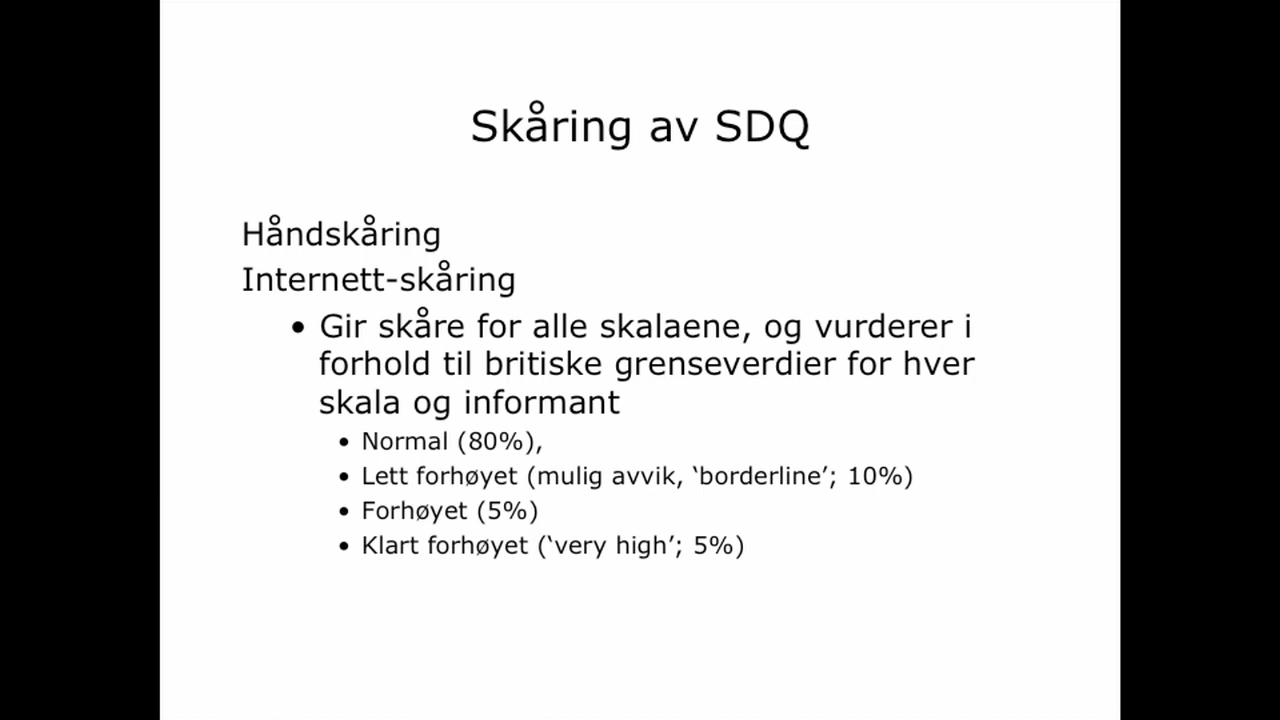 Skåring av SDQ
Håndskåring
Internett-skåring
• Gir skåre for alle skalaene, og vurderer i
forhold til britiske grenseverdier for hver
skala og informant
• Normal (80%),
• Lett forhøyet (mulig avvik, ‘borderline’; 10%)
• Forhøyet (5%)
• Klart forhøyet (‘very high’; 5%)